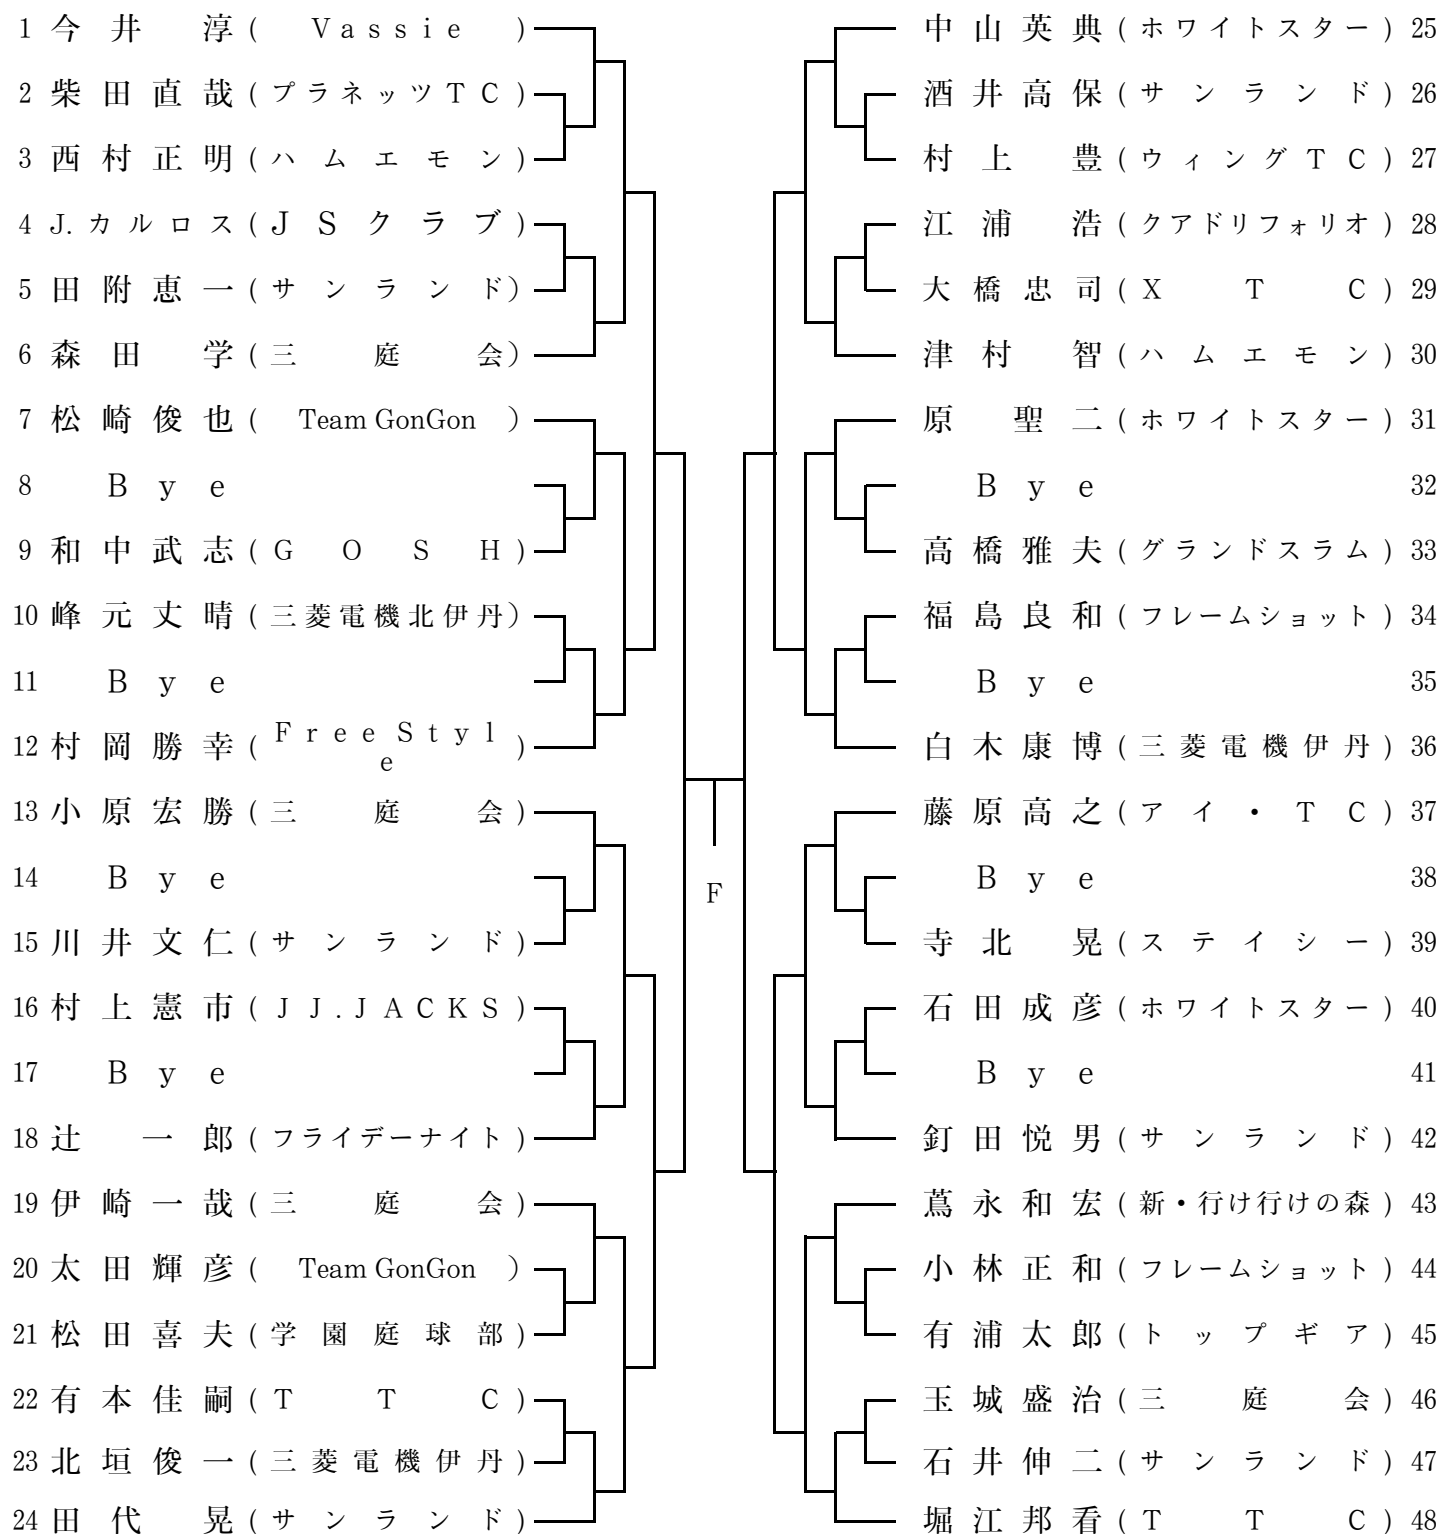 1 今井 淳 ( Vassie )
2 柴田直哉 ( プラネッツTC )
3 西村正明 ( ハムエモン )
4 J.カルロス ( JSクラブ )
5 田附恵一 ( サンランド )
6 森田 学 ( 三庭会 )
7 松崎俊也 ( Team GonGon )
8 Bye
9 和中武志 ( GOSH )
10 峰元丈晴 ( 三菱電機北伊丹 )
11 Bye
12 村岡勝幸 ( FreeStyle )
13 小原宏勝 ( 三庭会 )
14 Bye
15 川井文仁 ( サンランド )
16 村上憲市 ( JJ.JACKS )
17 Bye
18 辻 一郎 ( フライデーナイト )
19 伊崎一哉 ( 三庭会 )
20 太田輝彦 ( Team GonGon )
21 松田喜夫 ( 学園庭球部 )
22 有本佳嗣 ( TTC )
23 北垣俊一 ( 三菱電機伊丹 )
24 田代 晃 ( サンランド )
F
中山英典 ( ホワイトスター ) 25
酒井高保 ( サンランド ) 26
村上 豊 ( ウィングTC ) 27
江浦 浩 ( クアドリフォリオ ) 28
大橋忠司 ( XTC ) 29
津村 智 ( ハムエモン ) 30
原 聖二 ( ホワイトスター ) 31
Bye 32
高橋雅夫 ( グランドスラム ) 33
福島良和 ( フレームショット ) 34
Bye 35
白木康博 ( 三菱電機伊丹 ) 36
藤原高之 ( アイ・TC ) 37
Bye 38
寺北 晃 ( ステイシー ) 39
石田成彦 ( ホワイトスター ) 40
Bye 41
釘田悦男 ( サンランド ) 42
蔦永和宏 ( 新・行け行けの森 ) 43
小林正和 ( フレームショット ) 44
有浦太郎 ( トップギア ) 45
玉城盛治 ( 三庭会 ) 46
石井伸二 ( サンランド ) 47
堀江邦看 ( TTC ) 48